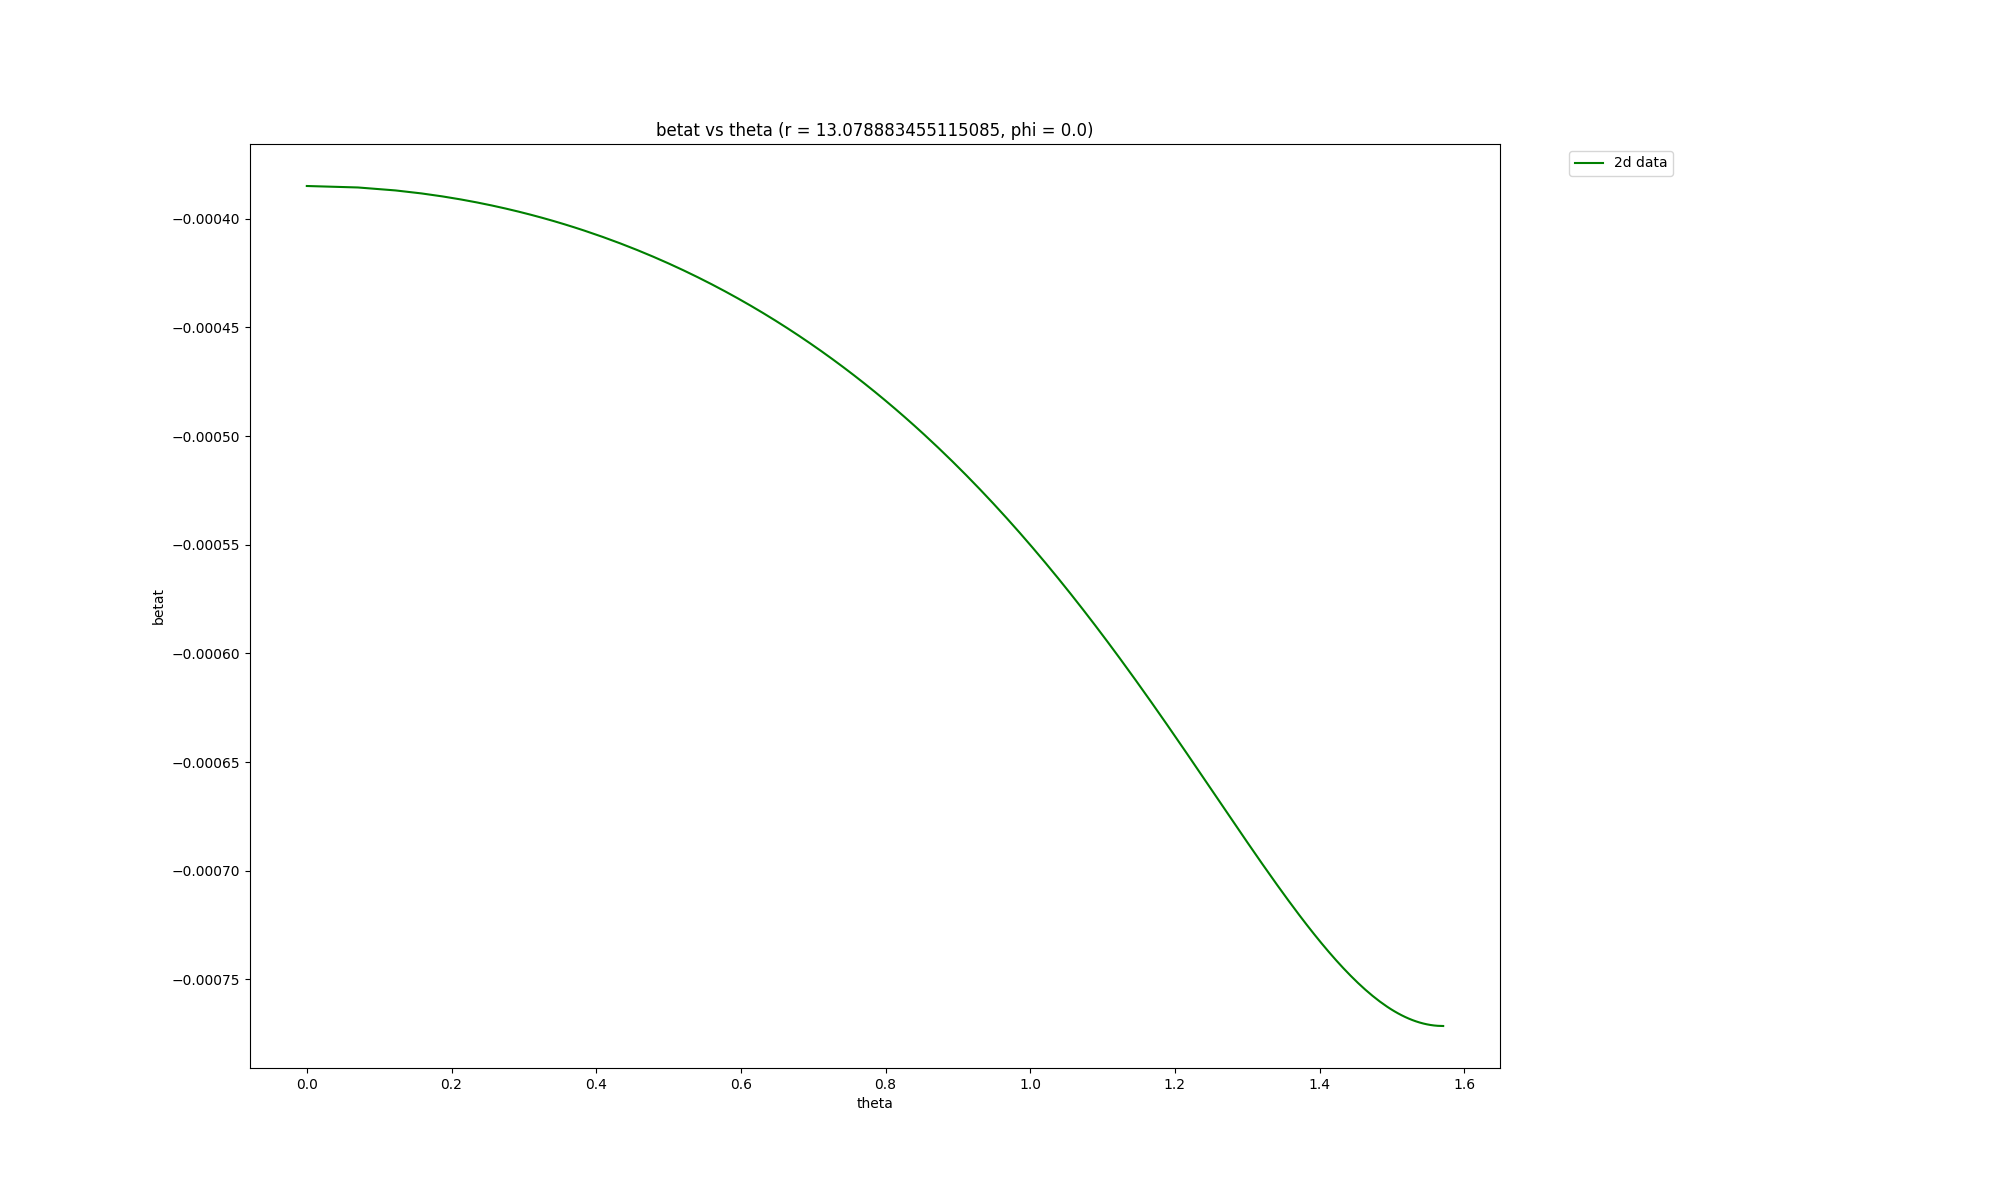 betat vs theta (r = 13.078883455115085, phi = 0.0)
2d data
−0.00040
−0.00045
−0.00050
−0.00055
−0.00060
−0.00065
−0.00070
−0.00075
betat
0.0 0.2 0.4 0.6 0.8 1.0 1.2 1.4 1.6
theta